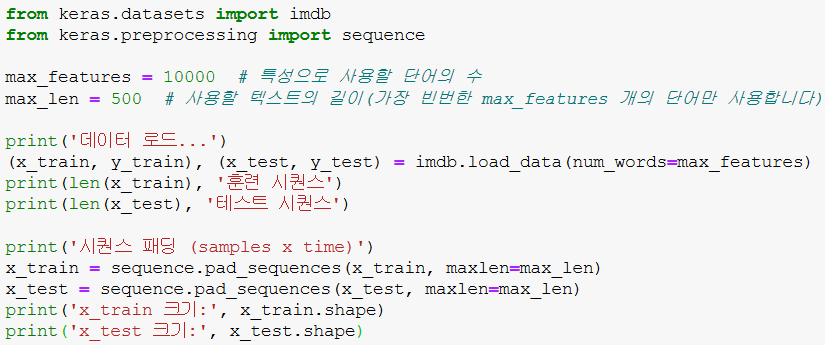 from keras.datasets import imdb
from keras.preprocessing import sequence
max_features = 10000  # 특성으로 사용할 단어의 수
max_len = 500  # 사용할 텍스트의 길이(가장 빈번한 max_features 개의 단어만 사용합니다)
print('데이터 로드...')
(x_train, y_train), (x_test, y_test) = imdb.load_data(num_words=max_features)
print(len(x_train), '훈련 시퀀스')
print(len(x_test), '테스트 시퀀스')
print('시퀀스 패딩 (samples x time)')
x_train = sequence.pad_sequences(x_train, maxlen=max_len)
x_test = sequence.pad_sequences(x_test, maxlen=max_len)
print('x_train 크기:', x_train.shape)
print('x_test 크기:', x_test.shape)